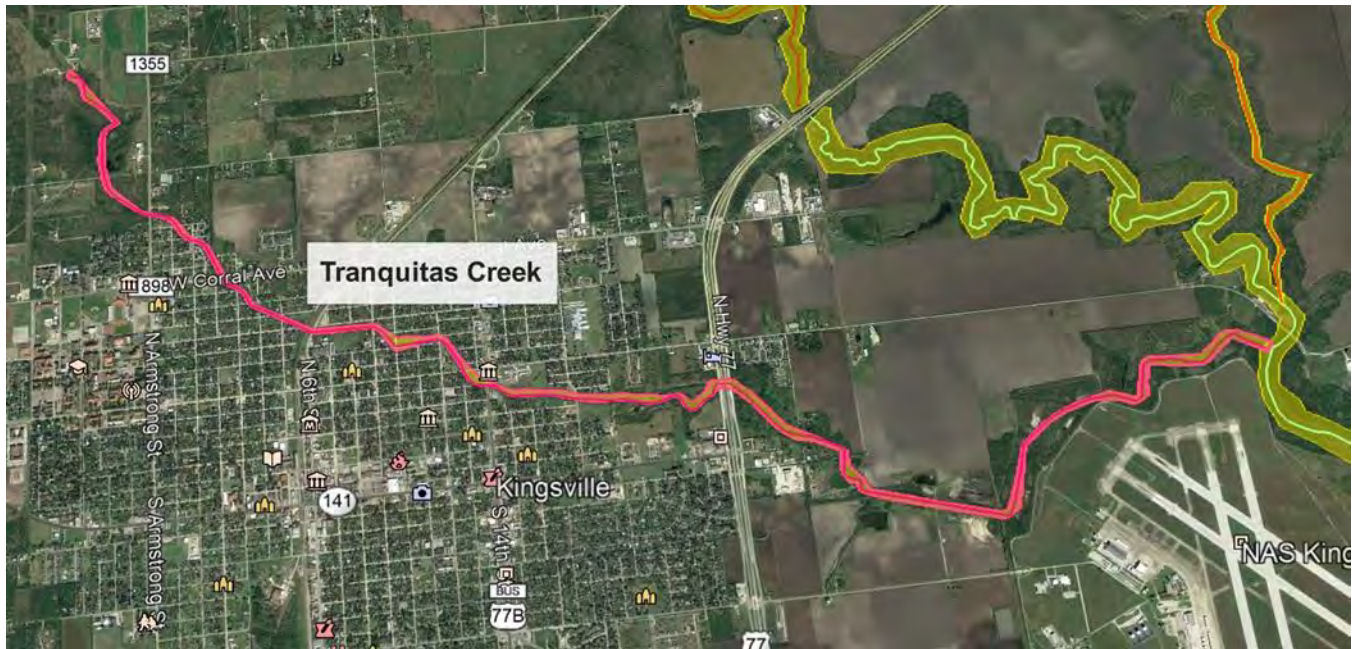 1355
Tranquitas Creek
Ave
W Corral Ave
898
N Armstrong St
N 6th S
141
Kingsville
S 14th
S Armstrong St
BUS
77B
77
NAS King
M